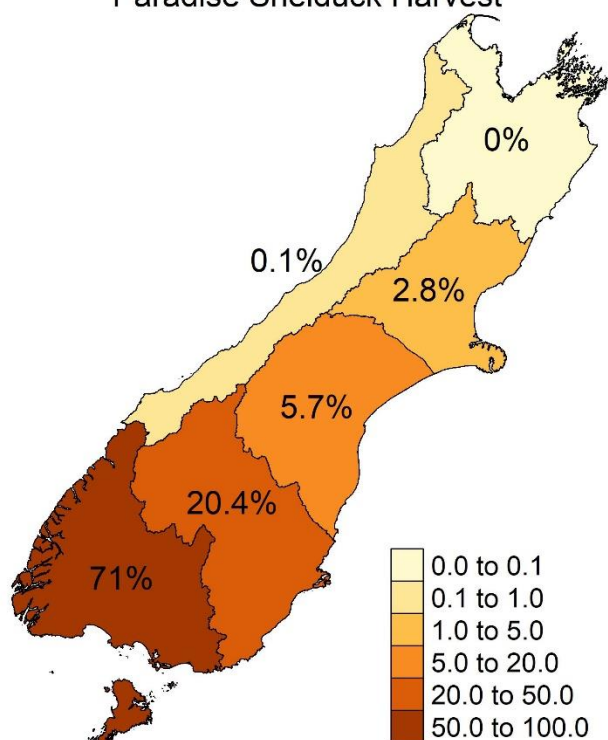 Paradise Shelduck Harvest
0%
0.1%
2.8%
5.7%
20.4%
71%
0.0 to 0.1
0.1 to 1.0
1.0 to 5.0
5.0 to 20.0
20.0 to 50.0
50.0 to 100.0